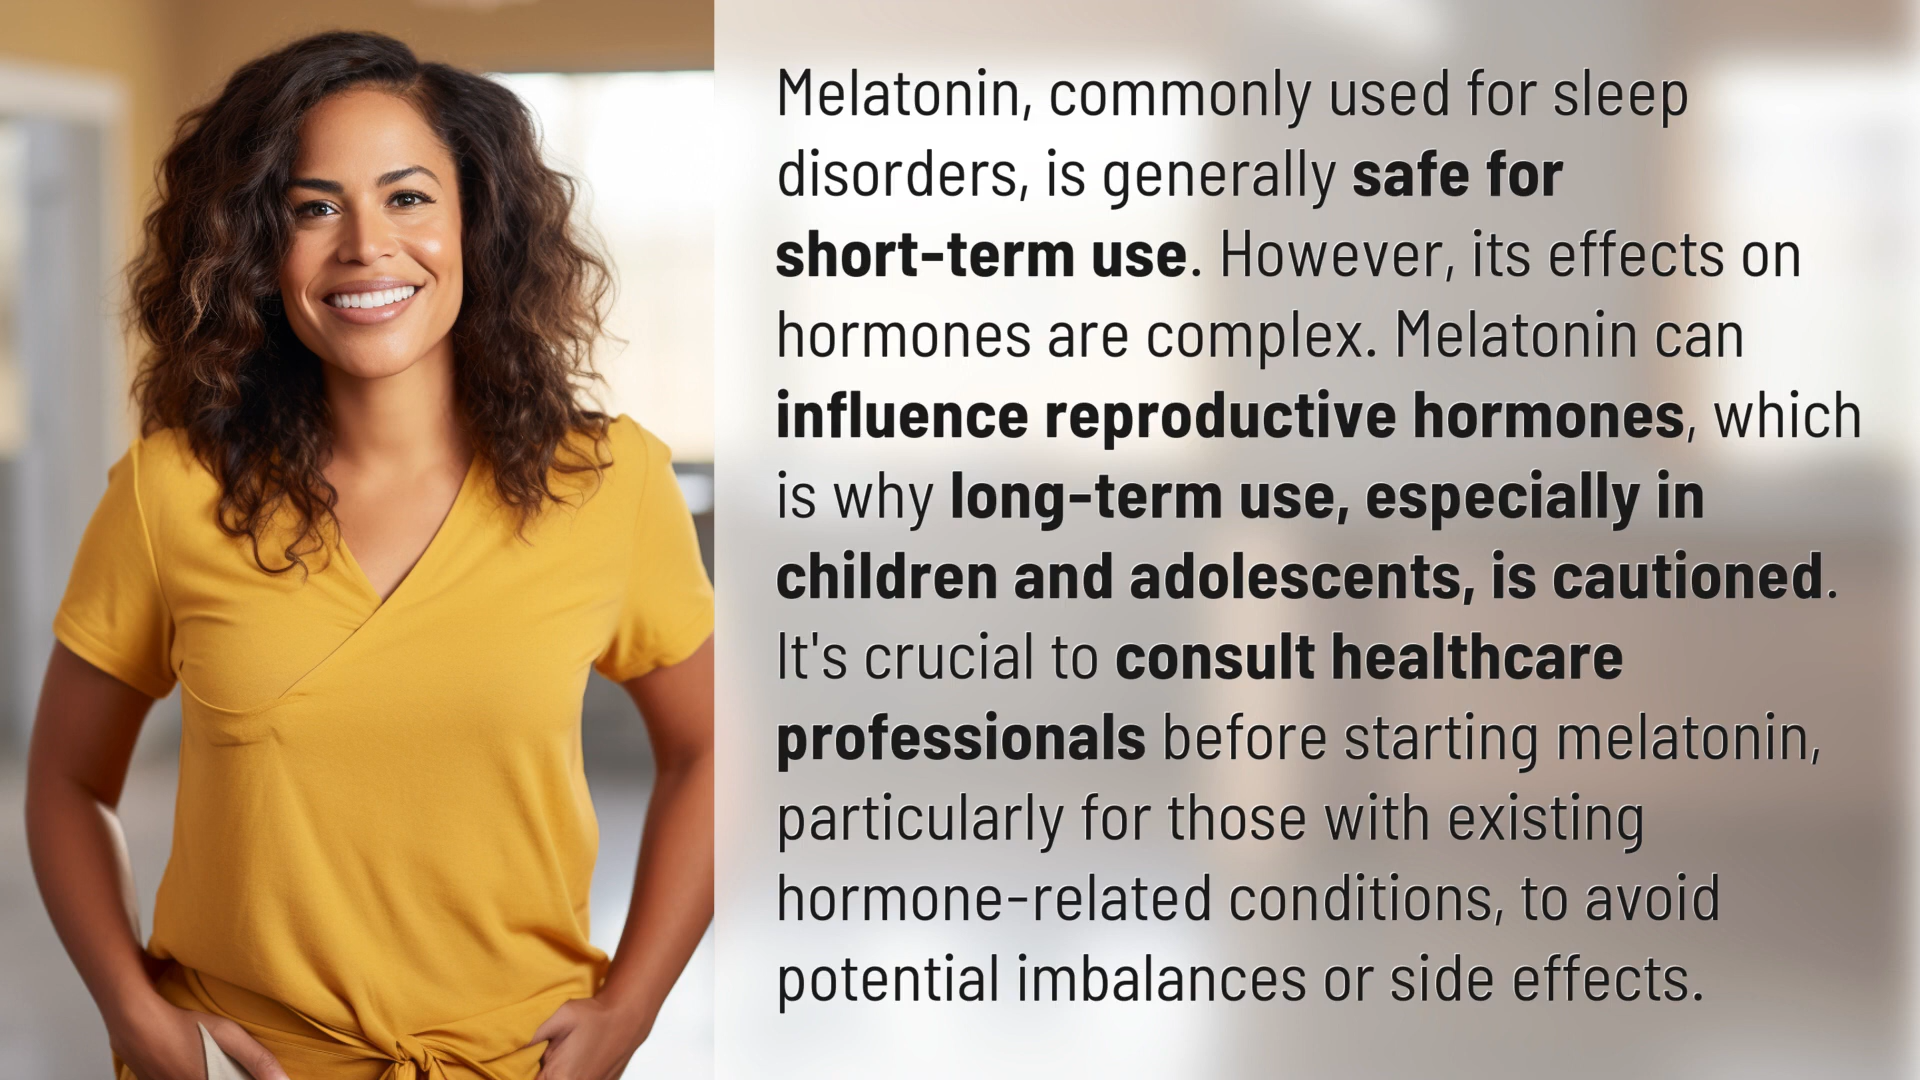 Melatonin, commonly used for sleep
disorders, is generally safe for
short-term use. However, its effects on
hormones are complex. Melatonin can
influence reproductive hormones, which
is why long-term use, especially in
children and adolescents, is cautioned.
It's crucial to consult healthcare
professionals before starting melatonin,
particularly for those with existing
hormone-related conditions, to avoid
potential imbalances or side effects.